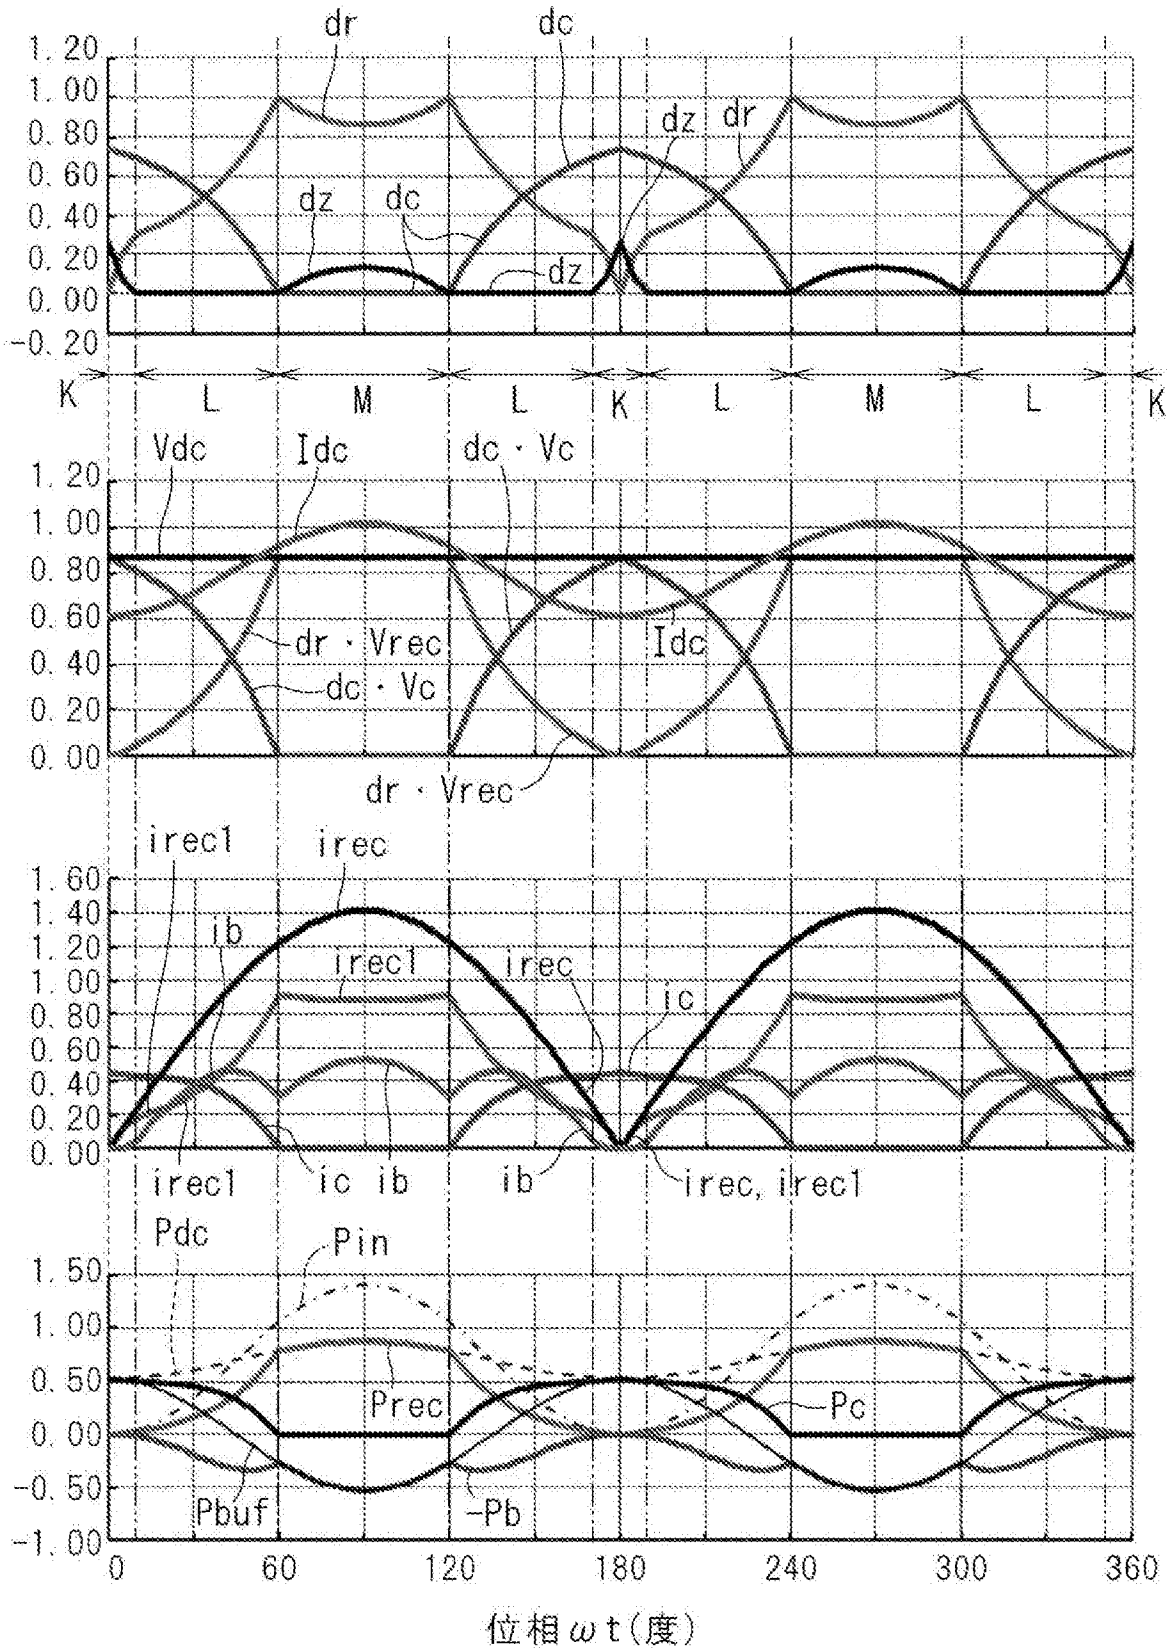 dr dc
1.20
1.00
0.80
0.60
0.40
0.20
0.00
-0.20
dz dr
dz dc
dz
K L M L K L M L K
Vdc Idc dc・Vc
1.20
1.00
0.80
0.60
0.40
0.20
0.00
dr・Vrec Idc
dc・Vc
dr・Vrec
irec1 irec
1.60
1.40
1.20
1.00
0.80
0.60
0.40
0.20
0.00
ib irec1 irec ic
irec1 ic ib ib irec, irec1
Pdc Pin
1.50
1.00
0.50
0.00
-0.50
-1.00
Prec Pc
Pbuf -Pb
0 60 120 180 240 300 360
位相ωt(度)